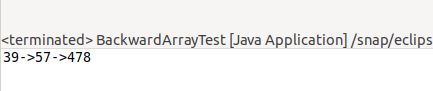 <terminated> BackwardArrayTest [Java Application] /snap/eclips
39->57->478